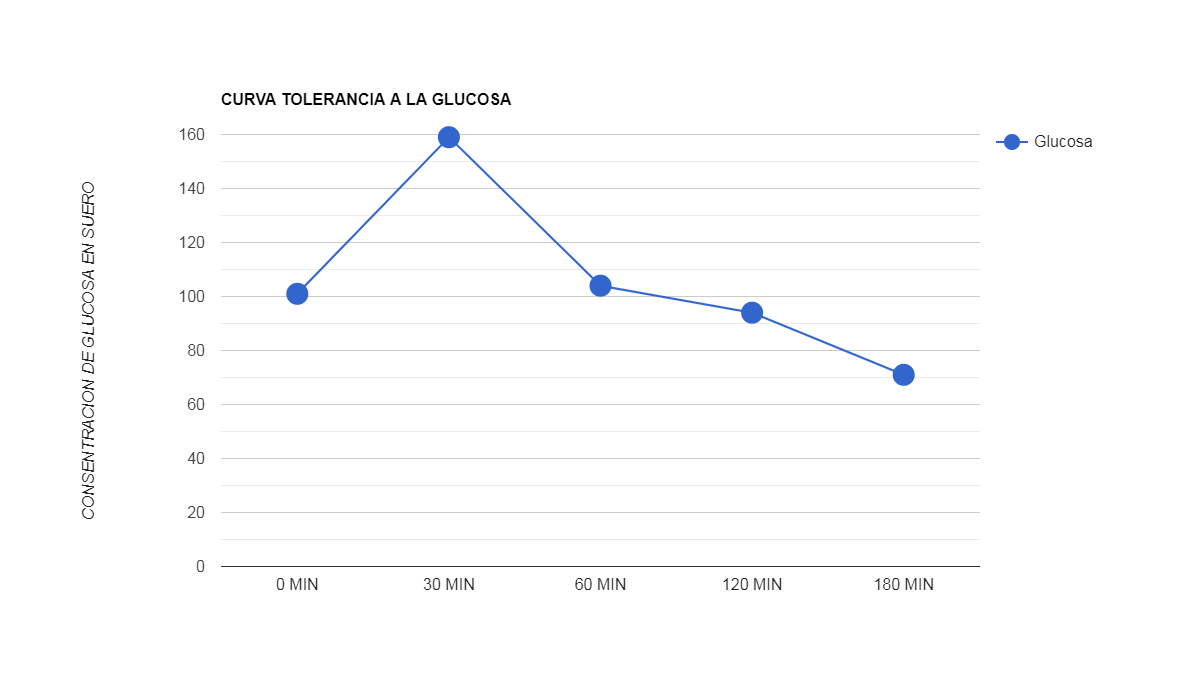 CURVA TOLERANCIA A LA GLUCOSA
CONSENTRACION DE GLUCOSA EN SUERO
160
140
120
100
80
60
40
20
0
0 MIN
30 MIN
60 MIN
120 MIN
180 MIN
Glucosa